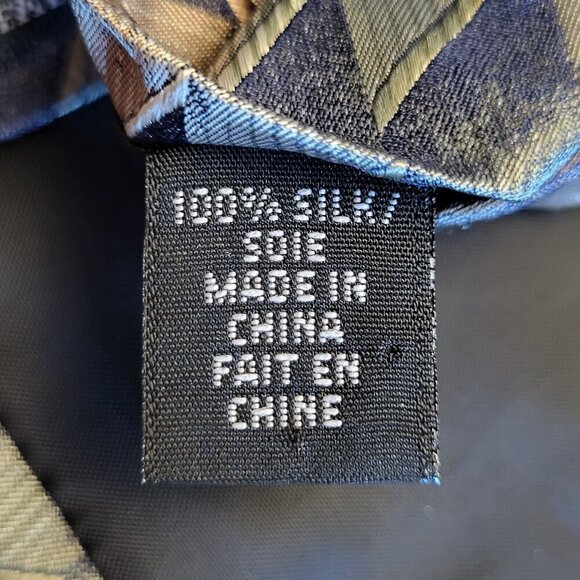 100% SILK/
SOIE
MADE IN
CHINA
FAIT EN
CHINE